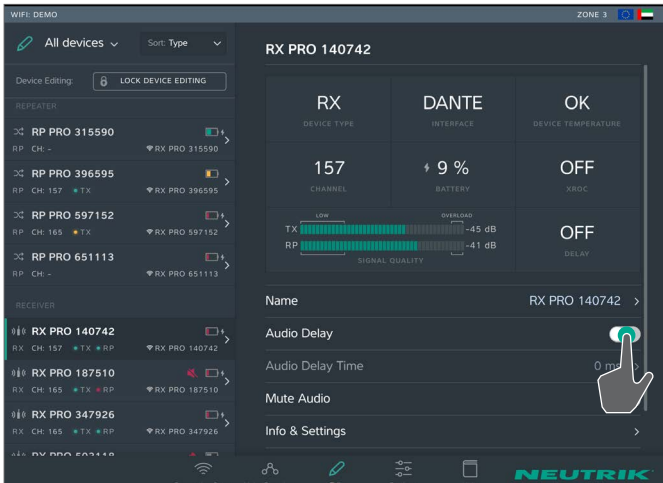 WIFI: DEMO
ZONE 3
All devices
Sort: Type
Device Editing:
LOCK DEVICE EDITING
REPEATER
RP PRO 315590
RP CH: -
RX PRO 315590
RP PRO 396595
RP CH: 157 TX
RX PRO 396595
RP PRO 597152
RP CH: 165 TX
RX PRO 597152
RP PRO 651113
RP CH: -
RX PRO 651113
RECEIVER
RX PRO 140742
RX CH: 157 TX RP
RX PRO 140742
RX PRO 187510
RX CH: 165 TX RP
RX PRO 187510
RX PRO 347926
RX CH: 165 TX RP
RX PRO 347926
RX PRO 140742
RX
DEVICE TYPE
DANTE
INTERFACE
OK
DEVICE TEMPERATURE
157
CHANNEL
9 %
BATTERY
OFF
XROC
LOW
OVERLOAD
TX
-45 dB
RP
-41 dB
SIGNAL QUALITY
OFF
DELAY
Name
RX PRO 140742
Audio Delay
Audio Delay Time
0 ms
Mute Audio
Info & Settings
NEUTRIK